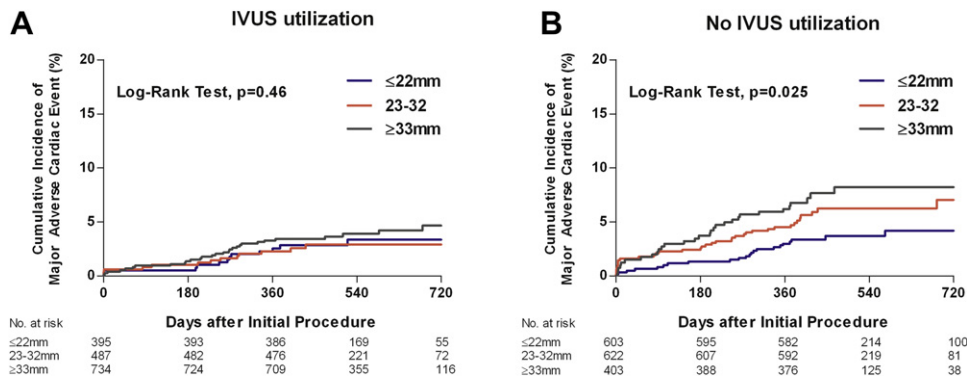 A
IVUS utilization
Cumulative Incidence of
Major Adverse Cardiac Event (%)
20
15
10
5
0
Log-Rank Test, p=0.46
≤22mm
23-32
≥33mm
0 180 360 540 720
Days after Initial Procedure
No. at risk
≤22mm 395 393 386 169 55
23-32mm 487 482 476 221 72
≥33mm 734 724 709 355 116
B
No IVUS utilization
Cumulative Incidence of
Major Adverse Cardiac Event (%)
20
15
10
5
0
Log-Rank Test, p=0.025
≤22mm
23-32
≥33mm
0 180 360 540 720
Days after Initial Procedure
No. at risk
≤22mm 603 595 582 214 100
23-32mm 622 607 592 219 81
≥33mm 403 388 376 125 38